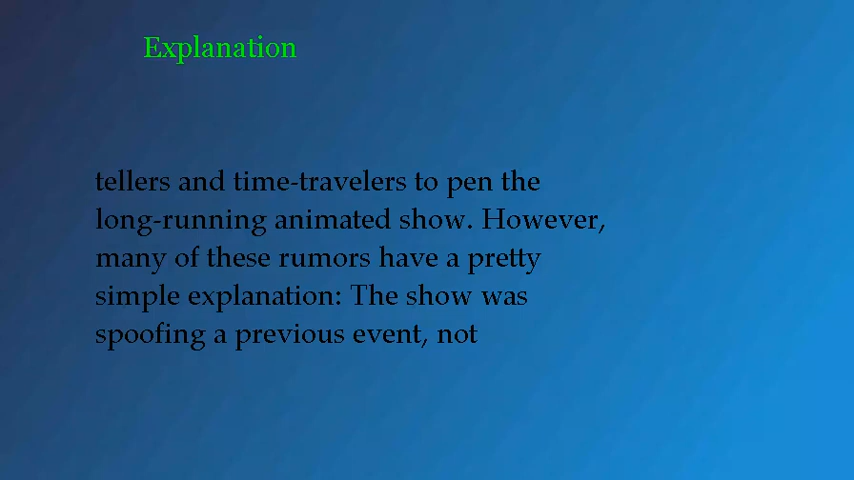 Explanation
tellers and time-travelers to pen the
long-running animated show. However,
many of these rumors have a pretty
simple explanation: The show was
spoofing a previous event, not